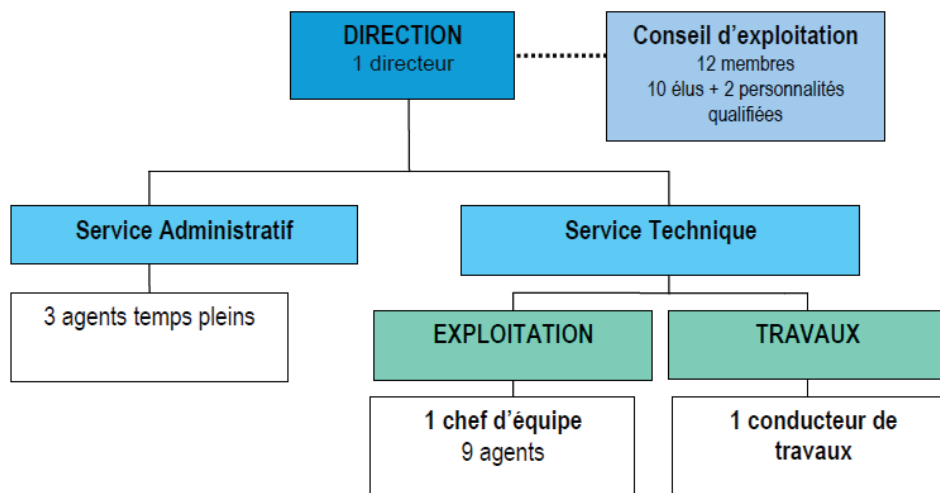 DIRECTION
1 directeur
Conseil d’exploitation
12 membres
10 élus + 2 personnalités
qualifiées
Service Administratif
Service Technique
3 agents temps pleins
EXPLOITATION
TRAVAUX
1 chef d’équipe
9 agents
1 conducteur de
travaux